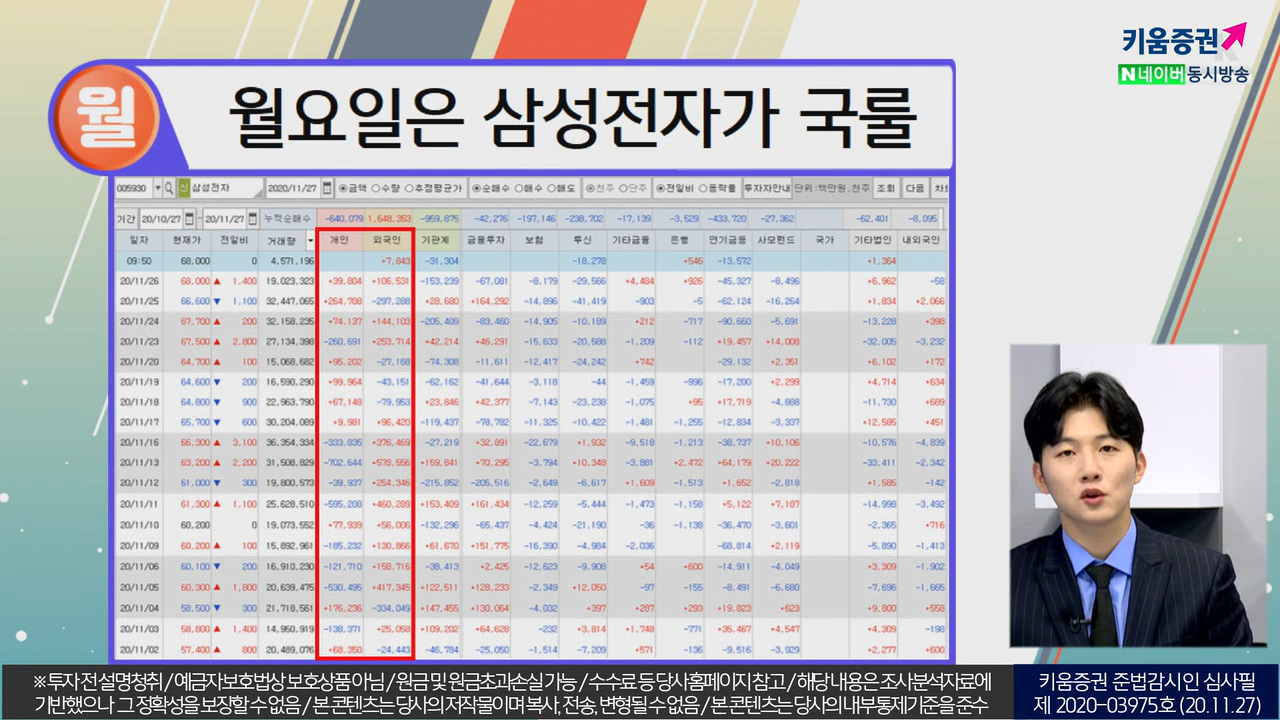 키움증권
N 네이버 동시방송
월
월요일은 삼성전자가 국룰
005930 신 삼성전자 2020/11/27 금액 수량 추정평균가 순매수 매수 매도 천주 단주 전일비 등락률 투자자안내 단위:백만원,천주 조회 다음 차
기간 20/10/27 - 20/11/27 누적순매수 -640,079 1,648,353 -959,875 -42,276 -197,146 -238,702 -17,139 -3,529 -433,720 -27,362 -62,401 -8,095
일자 현재가 전일비 거래량 개인 외국인 기관계 금융투자 보험 투신 기타금융 은행 연기금등 사모펀드 국가 기타법인 내외국인
09:50 68,000 0 4,571,196 +7,843 -31,304 -18,278 +546 -13,572 +1,364
20/11/26 68,000 ▲ 1,400 19,023,323 +39,804 +106,531 -153,239 -67,081 -8,179 -29,566 +4,484 +926 -45,327 -8,496 +6,962 -58
20/11/25 66,600 ▼ 1,100 32,447,065 +264,708 -297,288 +28,680 +164,292 -14,896 -41,419 -903 -5 -62,124 -16,264 +1,834 +2,066
20/11/24 67,700 ▲ 200 32,158,235 +74,137 +144,103 -205,409 -83,460 -14,905 -10,189 +212 -717 -90,660 -5,691 -13,228 +398
20/11/23 67,500 ▲ 2,800 27,134,398 -260,691 +253,714 +42,214 +46,291 -15,633 -20,588 -1,209 -112 +19,457 +14,008 -32,005 -3,232
20/11/20 64,700 ▲ 100 15,068,682 +95,202 -27,168 -74,308 -11,611 -12,417 -24,242 +742 -29,132 +2,351 +6,102 +172
20/11/19 64,600 ▼ 200 16,590,290 +99,964 -43,151 -62,162 -41,644 -3,118 -44 -1,459 -996 -17,200 +2,299 +4,714 +634
20/11/18 64,800 ▼ 900 22,963,790 +67,148 -79,953 +23,846 +42,377 -7,143 -23,238 -1,075 +95 +17,719 -4,888 -11,730 +689
20/11/17 65,700 ▼ 600 30,204,089 +9,981 +96,420 -119,437 -78,782 -11,325 -10,422 -1,481 -1,255 -12,834 -3,337 +12,585 +451
20/11/16 66,300 ▲ 3,100 36,354,334 -333,835 +376,469 -27,219 +32,891 -22,679 +1,932 -9,518 -1,213 -38,737 +10,106 -10,576 -4,839
20/11/13 63,200 ▲ 2,200 31,508,829 -702,644 +578,556 +159,841 +70,295 -3,794 +10,348 -3,881 +2,472 +64,179 +20,222 -33,411 -2,342
20/11/12 61,000 ▼ 300 19,800,573 -39,937 +254,346 -215,852 -205,516 -2,649 -6,617 +1,609 -1,513 +1,652 -2,818 +1,585 -142
20/11/11 61,300 ▲ 1,100 25,628,510 -595,208 +460,289 +153,409 +161,434 -12,259 -5,444 -1,473 -1,158 +5,122 +7,187 -14,998 -3,492
20/11/10 60,200 0 19,073,552 +77,939 +56,006 -132,296 -65,437 -4,424 -21,190 -36 -1,138 -36,470 -3,601 -2,365 +716
20/11/09 60,200 ▲ 100 15,892,961 -185,232 +130,866 +61,670 +151,775 -16,390 -4,984 -2,036 -68,814 +2,119 -5,890 -1,413
20/11/06 60,100 ▼ 200 16,910,230 -121,710 +158,716 -38,413 +2,425 -12,623 -9,908 +54 +600 -14,911 -4,049 -3,309 -1,902
20/11/05 60,300 ▲ 1,800 20,639,475 -530,495 +417,345 +122,511 +128,233 -2,349 +12,050 -97 -155 -8,491 -6,680 -7,696 -1,665
20/11/04 58,500 ▼ 300 21,718,561 +176,236 -334,049 +147,455 +130,064 -4,032 +397 +287 +293 +19,823 +623 +9,800 +558
20/11/03 58,800 ▲ 1,400 14,950,919 -138,371 +25,058 +109,202 +64,628 -232 +3,814 +1,748 -771 +35,467 +4,547 +4,309 -198
20/11/02 57,400 ▲ 800 20,489,076 +68,350 -24,443 -46,784 -25,050 -1,514 -7,209 +571 -136 -9,516 -3,929 +2,277 +600
※ 투자 전 설명청취 / 예금자보호법상 보호상품 아님 / 원금 및 원금초과손실 가능 / 수수료 등 당사홈페이지 참고 / 해당 내용은 조사분석자료에
기반했으나 그 정확성을 보장할 수 없음 / 본 콘텐츠는 당사의 저작물이며 복사, 전송, 변형될 수 없음 / 본 콘텐츠는 당사의 내부통제기준을 준수
키움증권 준법감시인 심사필
제 2020-03975호 (20.11.27)